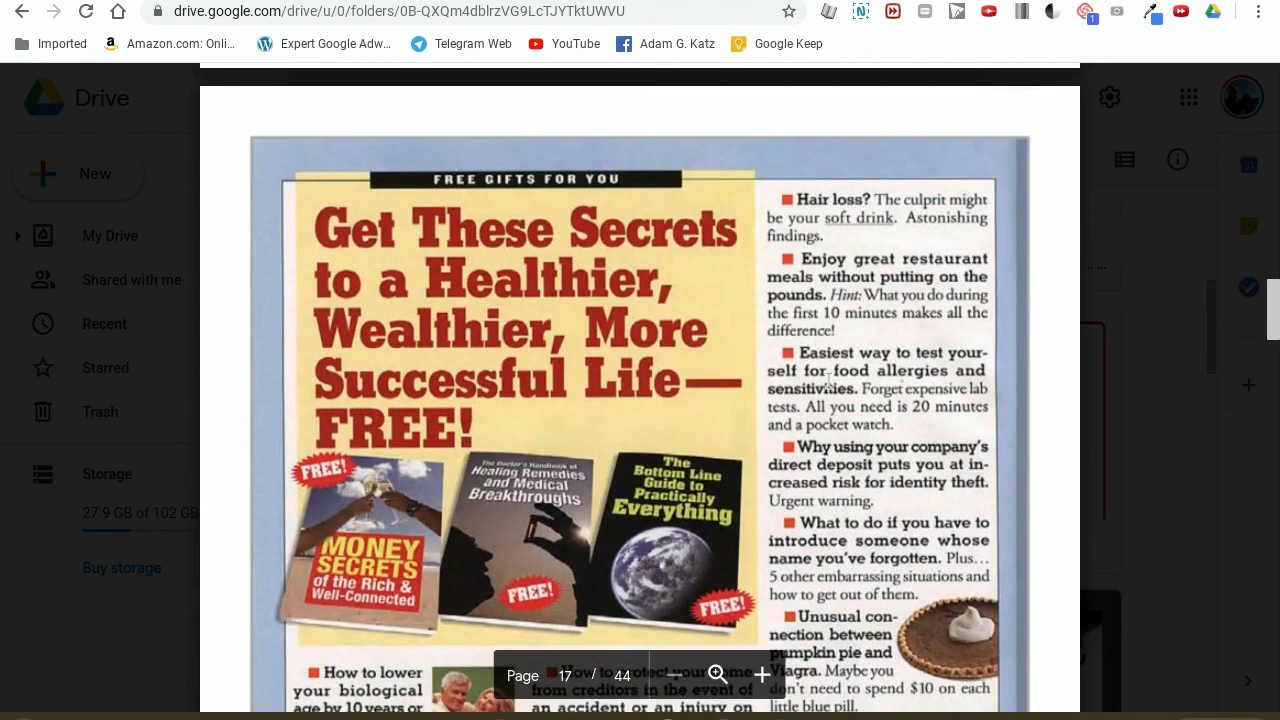 drive.google.com/drive/u/0/folders/0B-QXQm4dblrzVG9LcTJYTktUWVU
Imported
Amazon.com: Onli...
Expert Google Adw...
Telegram Web
YouTube
Adam G. Katz
Google Keep
1
Drive
New
My Drive
Shared with me
Recent
Starred
Trash
Storage
27.9 GB of 102 GB
Buy storage
FREE GIFTS FOR YOU
Get These Secrets
to a Healthier,
Wealthier, More
Successful Life—
FREE!
FREE!
MONEY
SECRETS
of the Rich &
Well-Connected
The Doctor's Handbook of
Healing Remedies
and Medical
Breakthroughs
FREE!
The
Bottom Line
Guide to
Practically
Everything
FREE!
■ How to lower
your biological
age by 10 years or
■ How to protect your home
from creditors in the event of
an accident or an injury on
■ Hair loss? The culprit might
be your soft drink. Astonishing
findings.
■ Enjoy great restaurant
meals without putting on the
pounds. Hint: What you do during
the first 10 minutes makes all the
difference!
■ Easiest way to test your-
self for food allergies and
sensitivities. Forget expensive lab
tests. All you need is 20 minutes
and a pocket watch.
■ Why using your company's
direct deposit puts you at in-
creased risk for identity theft.
Urgent warning.
■ What to do if you have to
introduce someone whose
name you've forgotten. Plus...
5 other embarrassing situations and
how to get out of them.
■ Unusual con-
nection between
pumpkin pie and
Viagra. Maybe you
don't need to spend $10 on each
little blue pill.
Page 17 / 44